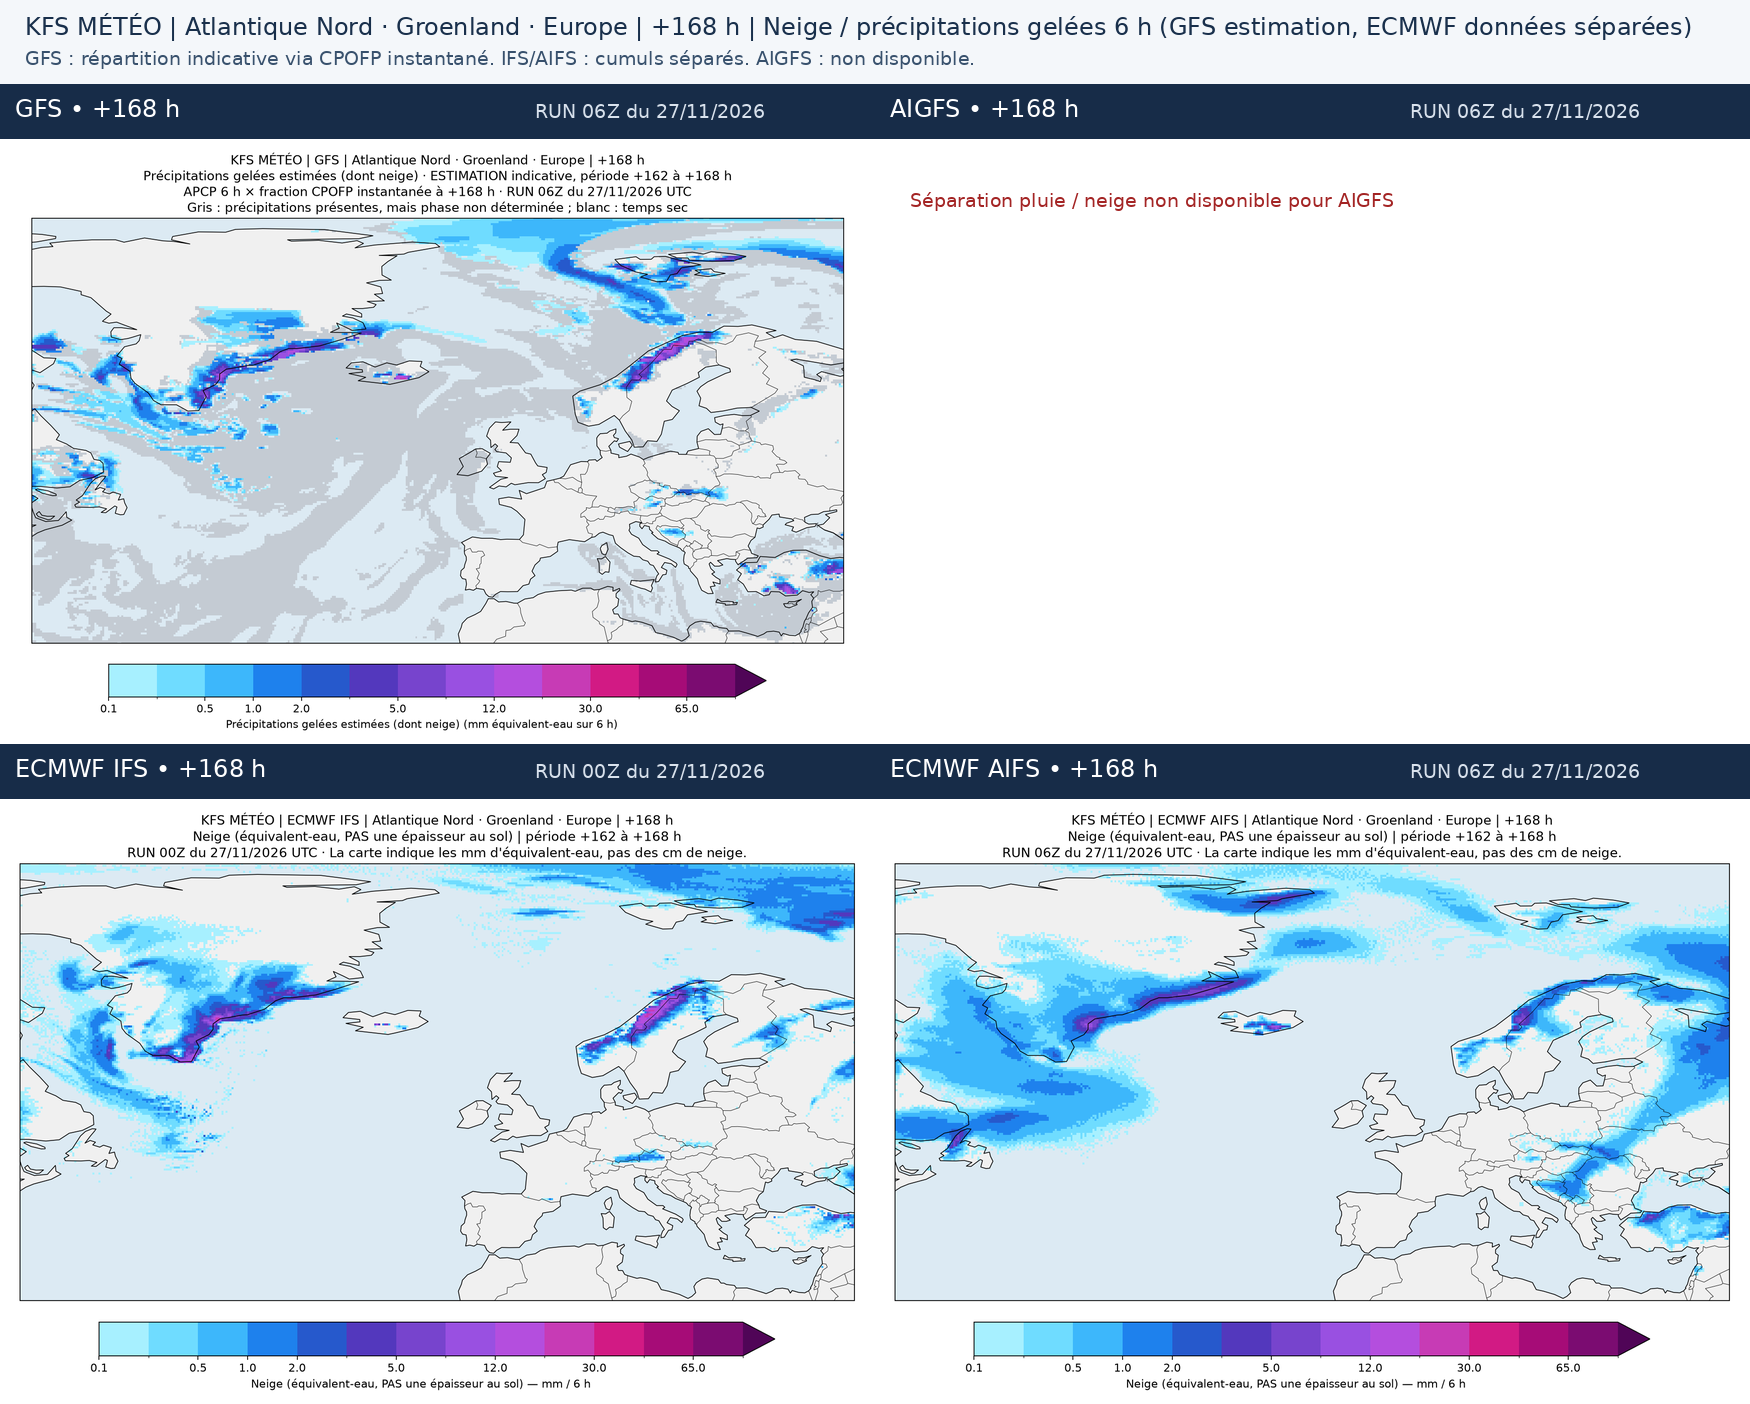 KFS MÉTÉO | Atlantique Nord · Groenland · Europe | +168 h | Neige / précipitations gelées 6 h (GFS estimation, ECMWF données séparées)
GFS : répartition indicative via CPOFP instantané. IFS/AIFS : cumuls séparés. AIGFS : non disponible.
GFS • +168 h RUN 06Z du 27/11/2026
AIGFS • +168 h RUN 06Z du 27/11/2026
KFS MÉTÉO | GFS | Atlantique Nord · Groenland · Europe | +168 h
Précipitations gelées estimées (dont neige) · ESTIMATION indicative, période +162 à +168 h
APCP 6 h × fraction CPOFP instantanée à +168 h · RUN 06Z du 27/11/2026 UTC
Gris : précipitations présentes, mais phase non déterminée ; blanc : temps sec
Séparation pluie / neige non disponible pour AIGFS
0.1 0.5 1.0 2.0 5.0 12.0 30.0 65.0
Précipitations gelées estimées (dont neige) (mm équivalent-eau sur 6 h)
ECMWF IFS • +168 h RUN 00Z du 27/11/2026
ECMWF AIFS • +168 h RUN 06Z du 27/11/2026
KFS MÉTÉO | ECMWF IFS | Atlantique Nord · Groenland · Europe | +168 h
Neige (équivalent-eau, PAS une épaisseur au sol) | période +162 à +168 h
RUN 00Z du 27/11/2026 UTC · La carte indique les mm d'équivalent-eau, pas des cm de neige.
KFS MÉTÉO | ECMWF AIFS | Atlantique Nord · Groenland · Europe | +168 h
Neige (équivalent-eau, PAS une épaisseur au sol) | période +162 à +168 h
RUN 06Z du 27/11/2026 UTC · La carte indique les mm d'équivalent-eau, pas des cm de neige.
0.1 0.5 1.0 2.0 5.0 12.0 30.0 65.0
Neige (équivalent-eau, PAS une épaisseur au sol) — mm / 6 h
0.1 0.5 1.0 2.0 5.0 12.0 30.0 65.0
Neige (équivalent-eau, PAS une épaisseur au sol) — mm / 6 h